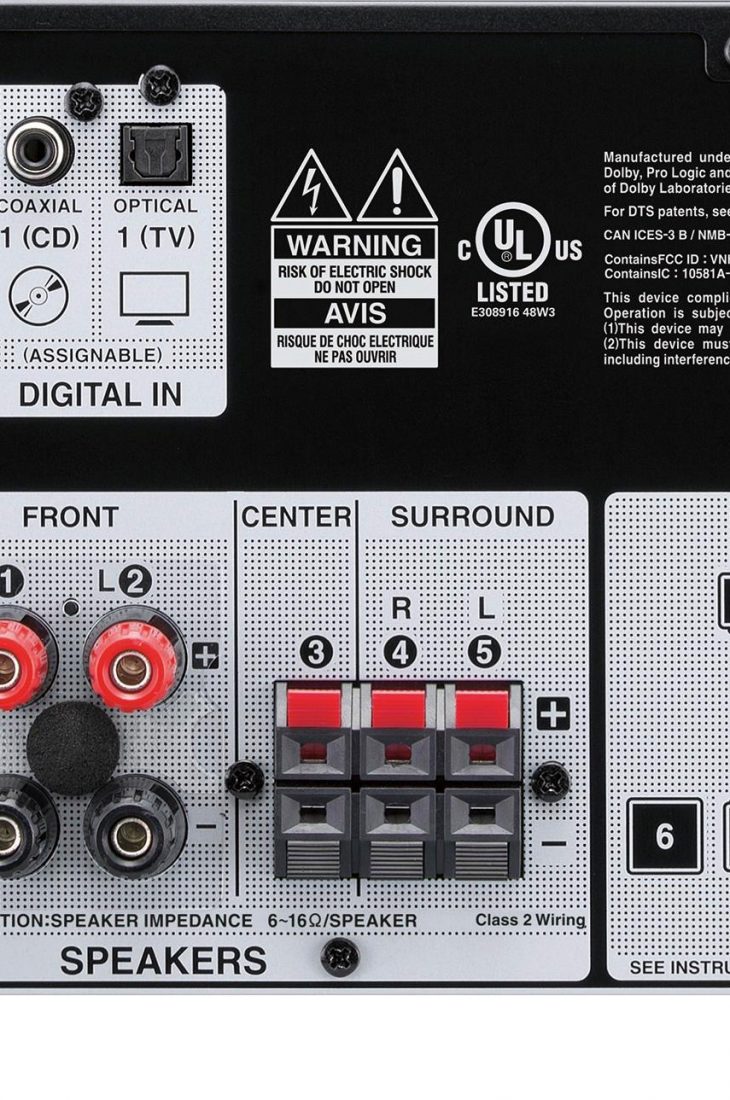 COAXIAL OPTICAL
1 (CD) 1 (TV)
(ASSIGNABLE)
DIGITAL IN
WARNING
RISK OF ELECTRIC SHOCK
DO NOT OPEN
AVIS
RISQUE DE CHOC ELECTRIQUE
NE PAS OUVRIR
C UL US
®
LISTED
E308916 48W3
Manufactured unde
Dolby, Pro Logic and
of Dolby Laboratorie
For DTS patents, see
CAN ICES-3 B / NMB-
ContainsFCC ID : VNI
ContainsIC : 10581A-
This device compli
Operation is subjec
(1)This device may
(2)This device mus
including interferenc
FRONT CENTER SURROUND
1 L 2
R L
3 4 5
+ +
- -
TION:SPEAKER IMPEDANCE 6~16Ω/SPEAKER Class 2 Wiring
SPEAKERS
6
SEE INSTRU